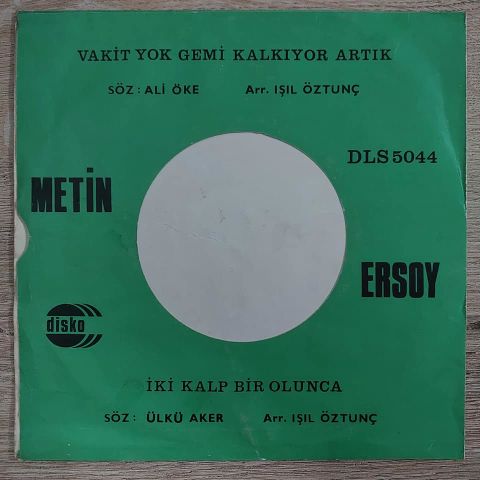 VAKİT YOK GEMİ KALKIYOR ARTIK
SÖZ : ALİ ÖKE Arr. IŞIL ÖZTUNÇ
DLS 5044
METİN
ERSOY
disko
İKİ KALP BİR OLUNCA
SÖZ : ÜLKÜ AKER Arr. IŞIL ÖZTUNÇ